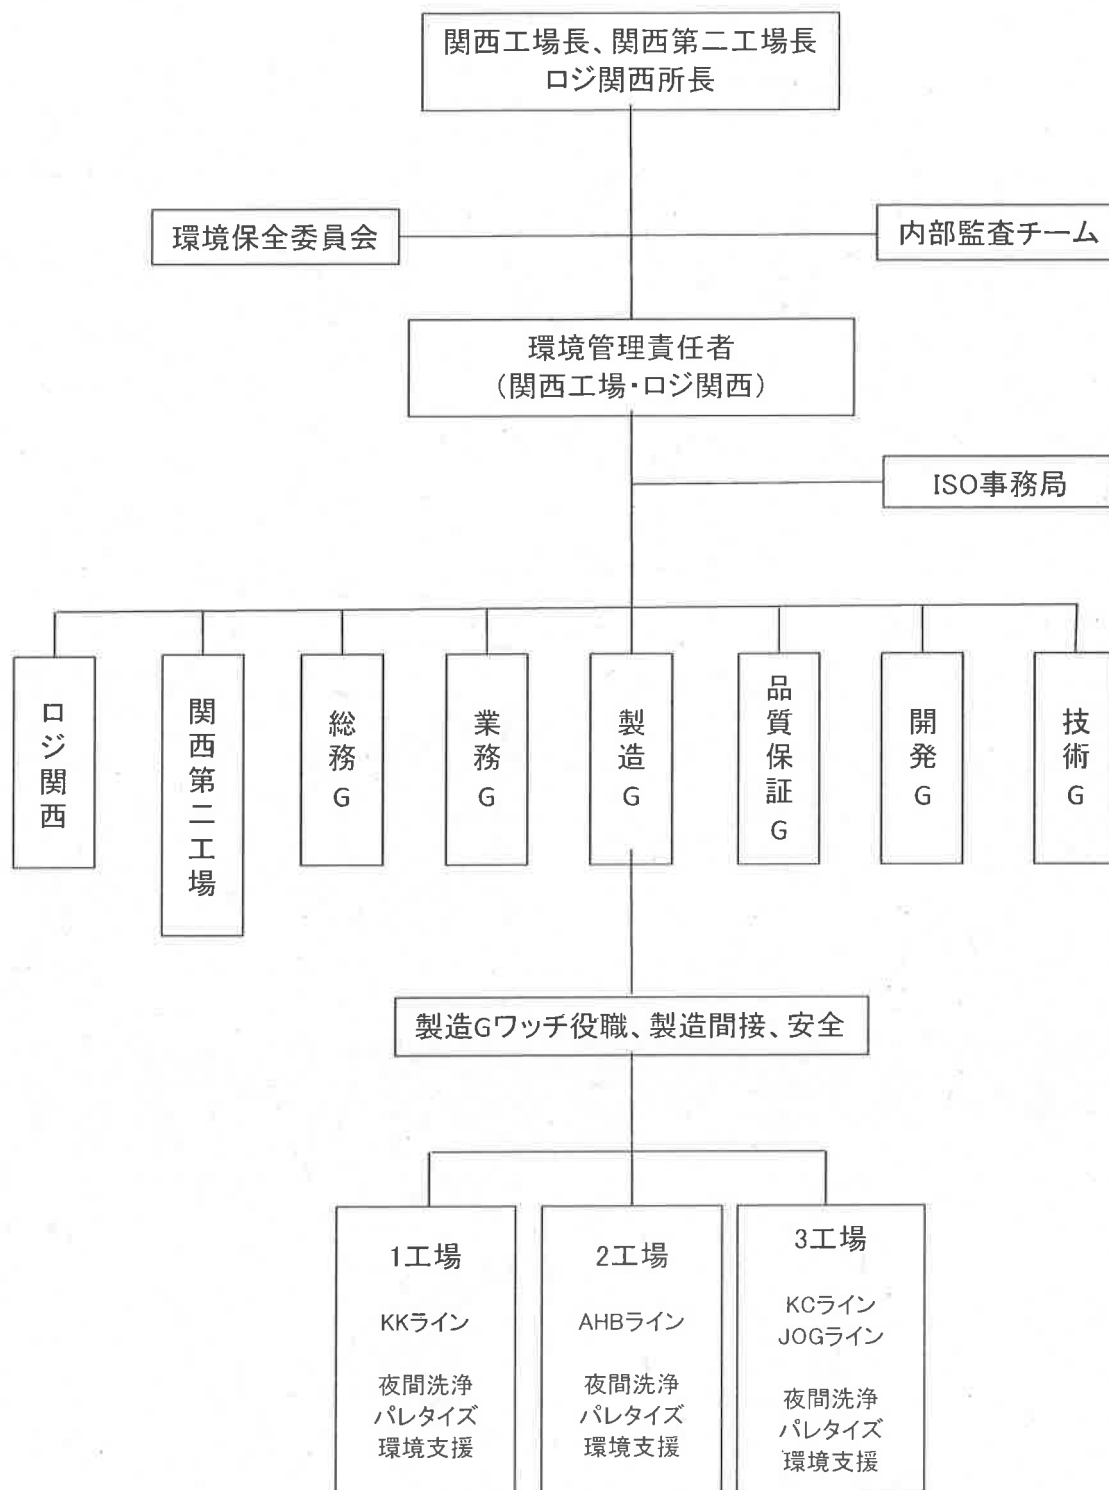 関西工場長、関西第二工場長
ロジ関西所長
環境保全委員会
内部監査チーム
環境管理責任者
(関西工場・ロジ関西)
ISO事務局
ロジ関西
関西第二工場
総務G
業務G
製造G
品質保証G
開発G
技術G
製造Gワッチ役職、製造間接、安全
1工場
KKライン
夜間洗浄
パレタイズ
環境支援
2工場
AHBライン
夜間洗浄
パレタイズ
環境支援
3工場
KCライン
JOGライン
夜間洗浄
パレタイズ
環境支援